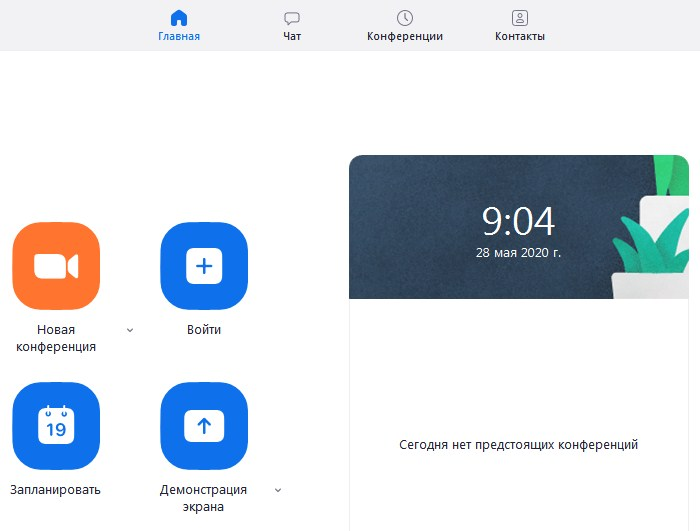 Главная
Чат
Конференции
Контакты
9:04
28 мая 2020 г.
Новая
конференция
Войти
19
Запланировать
Демонстрация
экрана
Сегодня нет предстоящих конференций